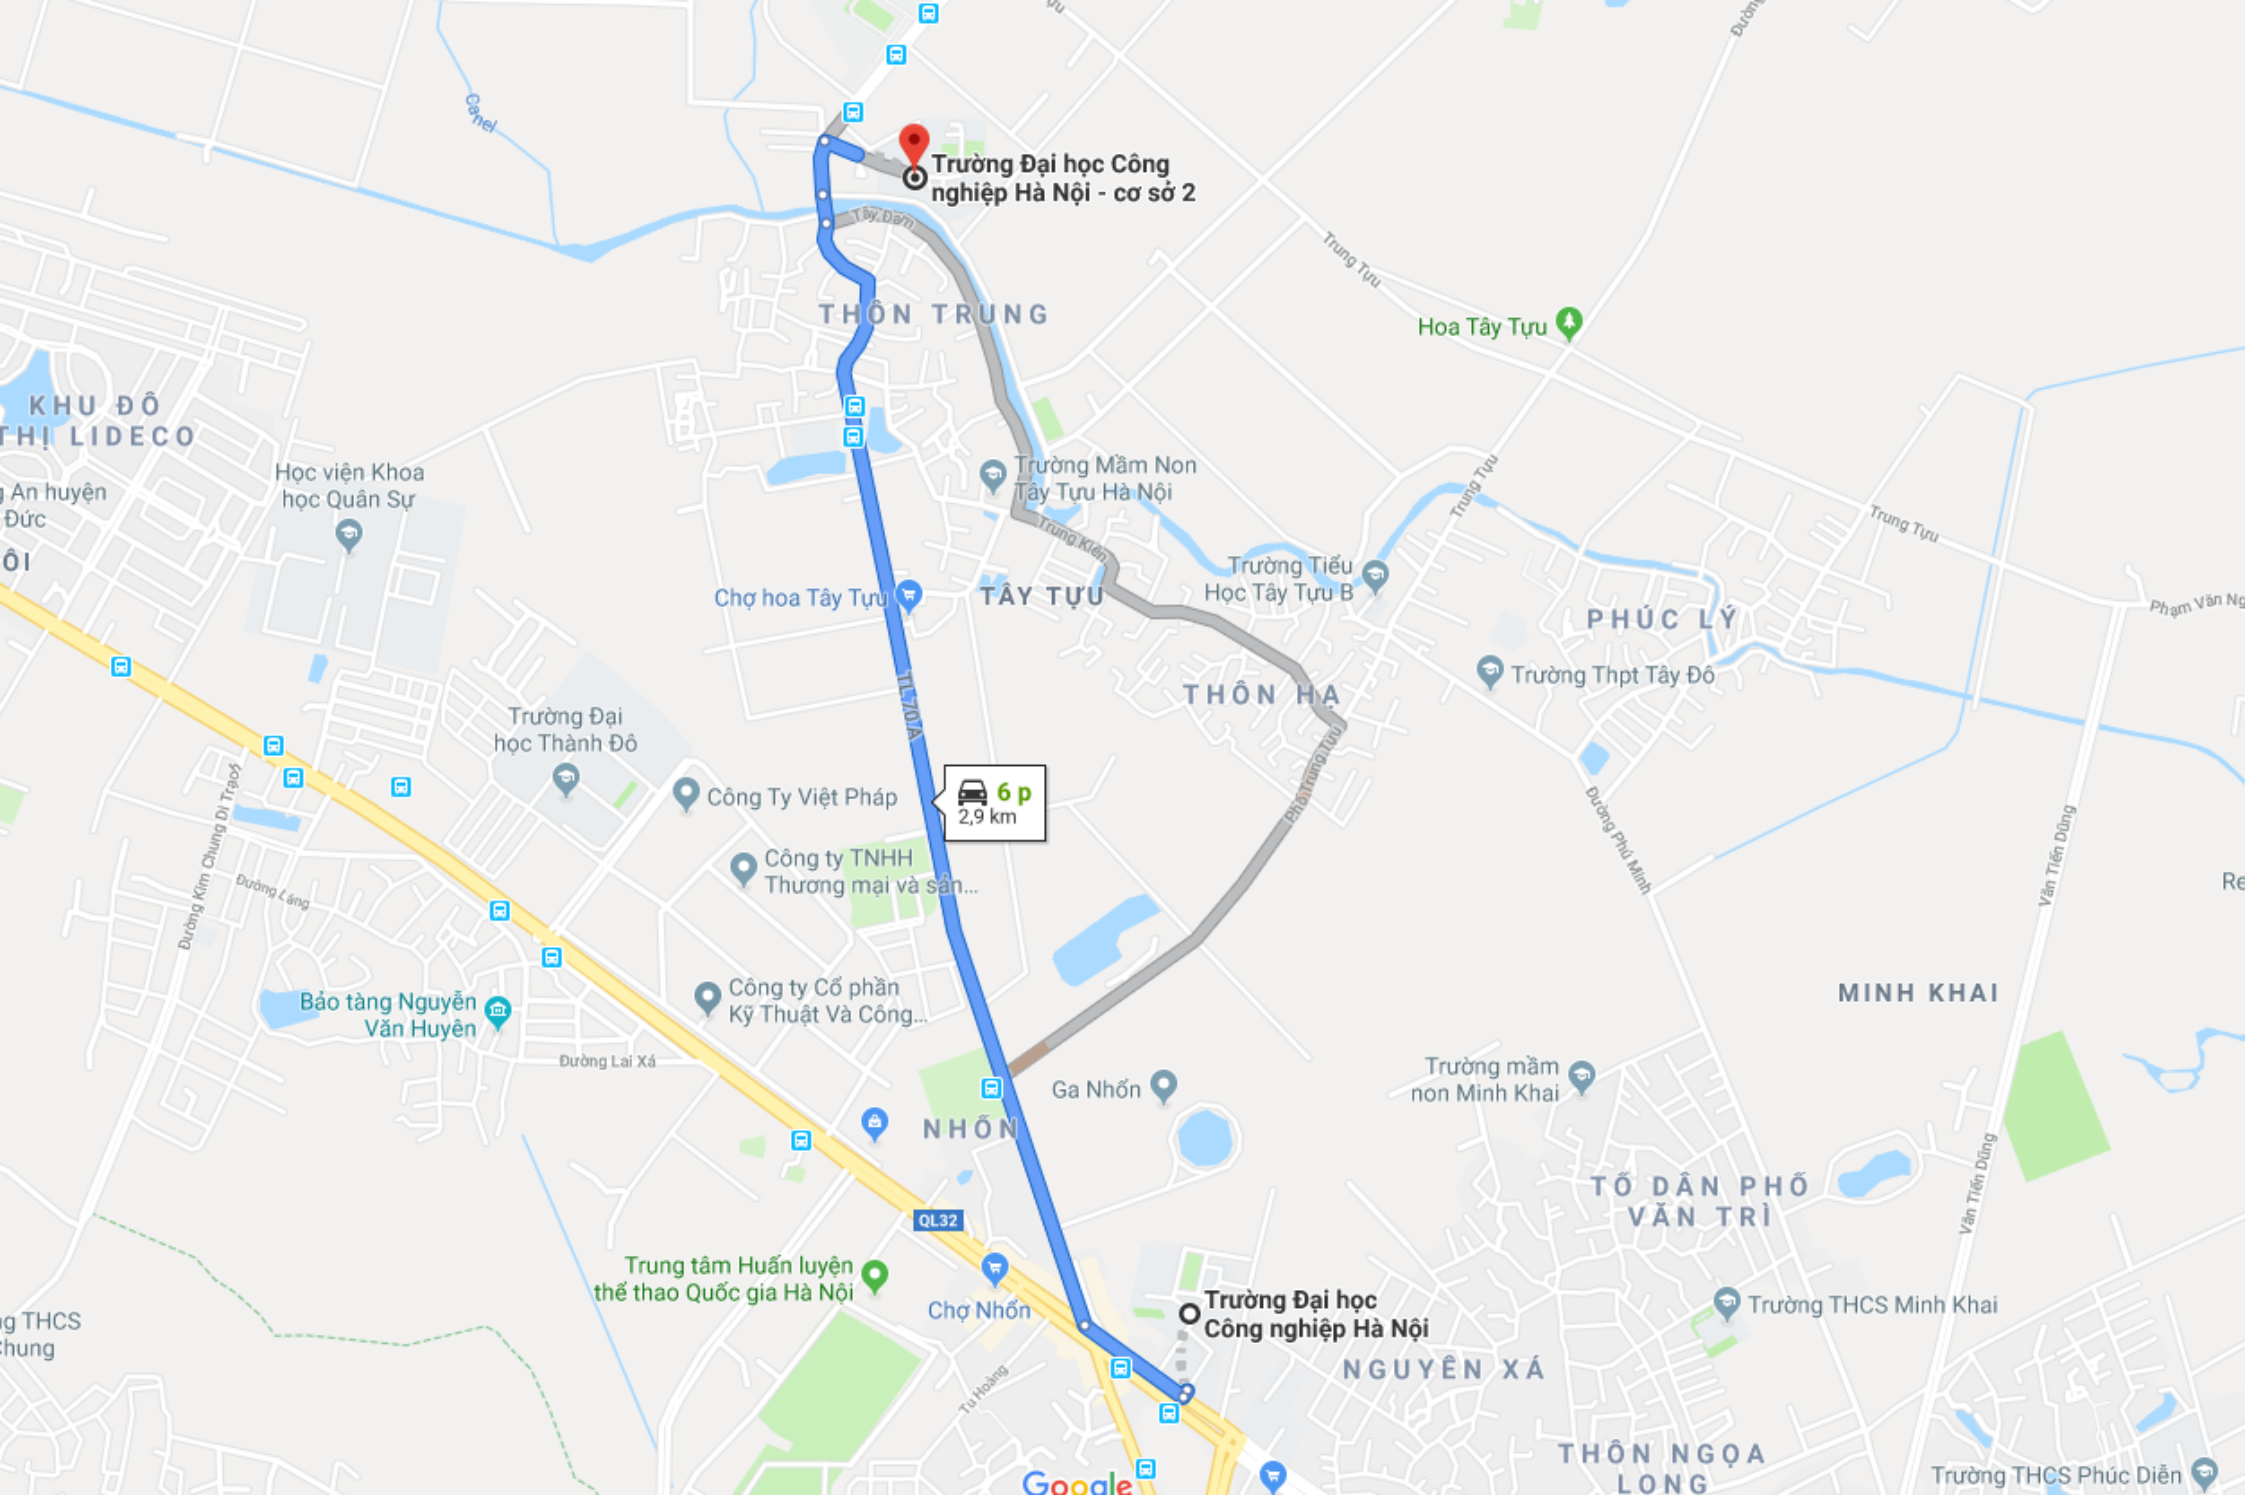 Canel
Trường Đại học Công
nghiệp Hà Nội - cơ sở 2
Tây Đam
Trung Tựu
THÔN TRUNG
Hoa Tây Tựu
KHU ĐÔ
THỊ LIDECO
Học viện Khoa
học Quân Sự
An huyện
Đức
ÔI
Trường Mầm Non
Tây Tựu Hà Nội
Trung Tựu
Trung Tựu
Trung Kiên
Trường Tiểu
Học Tây Tựu B
Chợ hoa Tây Tựu
TÂY TỰU
PHÚC LÝ
Phạm Văn Ng
Trường Thpt Tây Đô
THÔN HẠ
TL70A
Trường Đại
học Thành Đô
Phố Trung Tựu
6 p
2,9 km
Công Ty Việt Pháp
Đường Kim Chung Di Trạch
Đường Phú Minh
Văn Tiến Dũng
Công ty TNHH
Thương mại và sản...
Đường Láng
Re
Công ty Cổ phần
Kỹ Thuật Và Công...
Bảo tàng Nguyễn
Văn Huyên
MINH KHAI
Đường Lai Xá
Ga Nhổn
Trường mầm
non Minh Khai
NHỔN
Văn Tiến Dũng
TỔ DÂN PHỐ
VĂN TRÌ
QL32
Trung tâm Huấn luyện
thể thao Quốc gia Hà Nội
Chợ Nhổn
Trường Đại học
Công nghiệp Hà Nội
Trường THCS Minh Khai
g THCS
Chung
NGUYÊN XÁ
Tu Hoàng
THÔN NGỌA
LONG
Trường THCS Phúc Diễn
Google